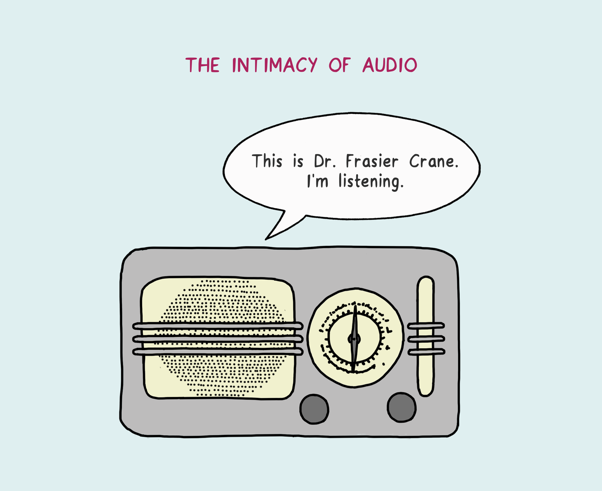 THE INTIMACY OF AUDIO
This is Dr. Frasier Crane.
I'm listening.